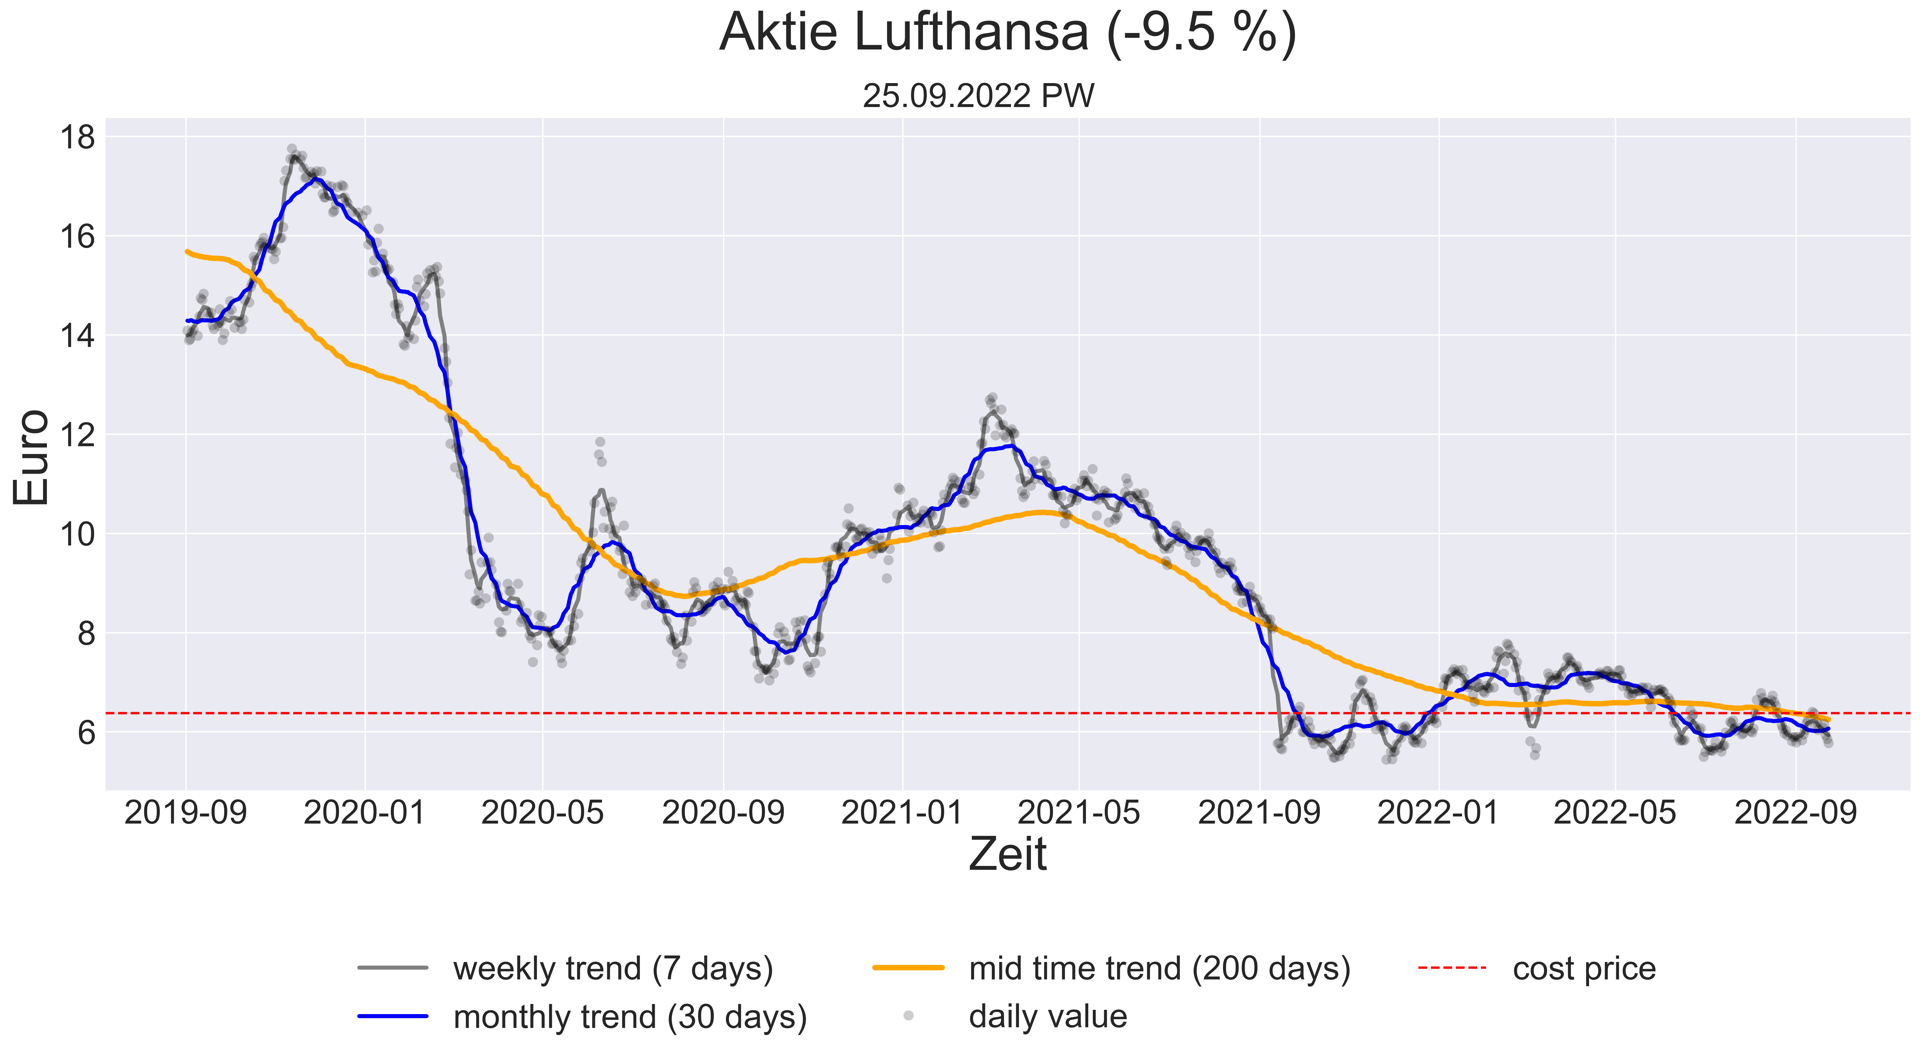 Aktie Lufthansa (-9.5 %)
25.09.2022 PW
Euro
18
16
14
12
10
8
6
2019-09 2020-01 2020-05 2020-09 2021-01 2021-05 2021-09 2022-01 2022-05 2022-09
Zeit
weekly trend (7 days)
monthly trend (30 days)
mid time trend (200 days)
daily value
cost price